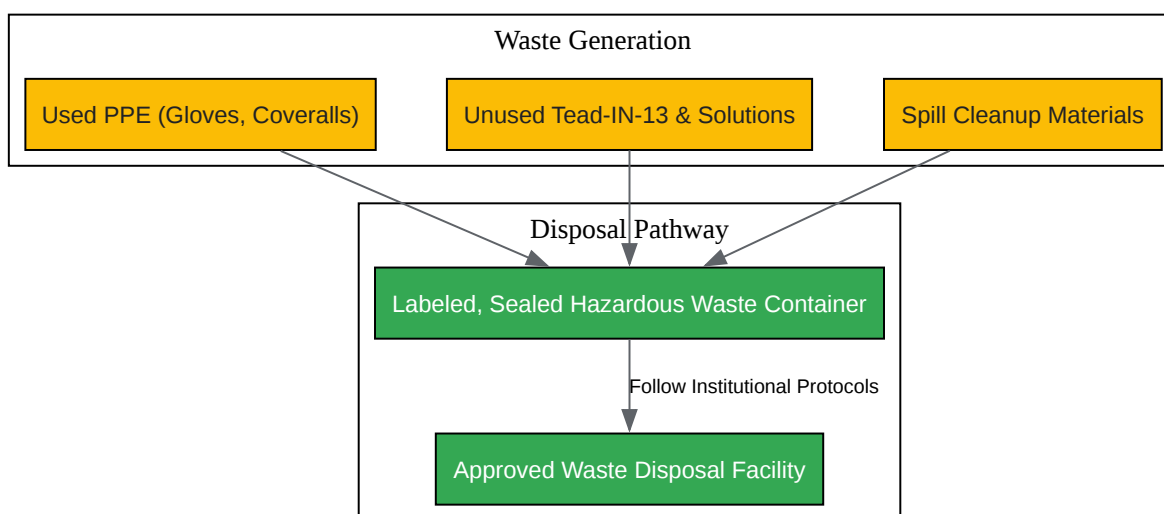 Waste Generation
Used PPE (Gloves, Coveralls)
Unused Tead-IN-13 & Solutions
Spill Cleanup Materials
Disposal Pathway
Labeled, Sealed Hazardous Waste Container
Follow Institutional Protocols
Approved Waste Disposal Facility